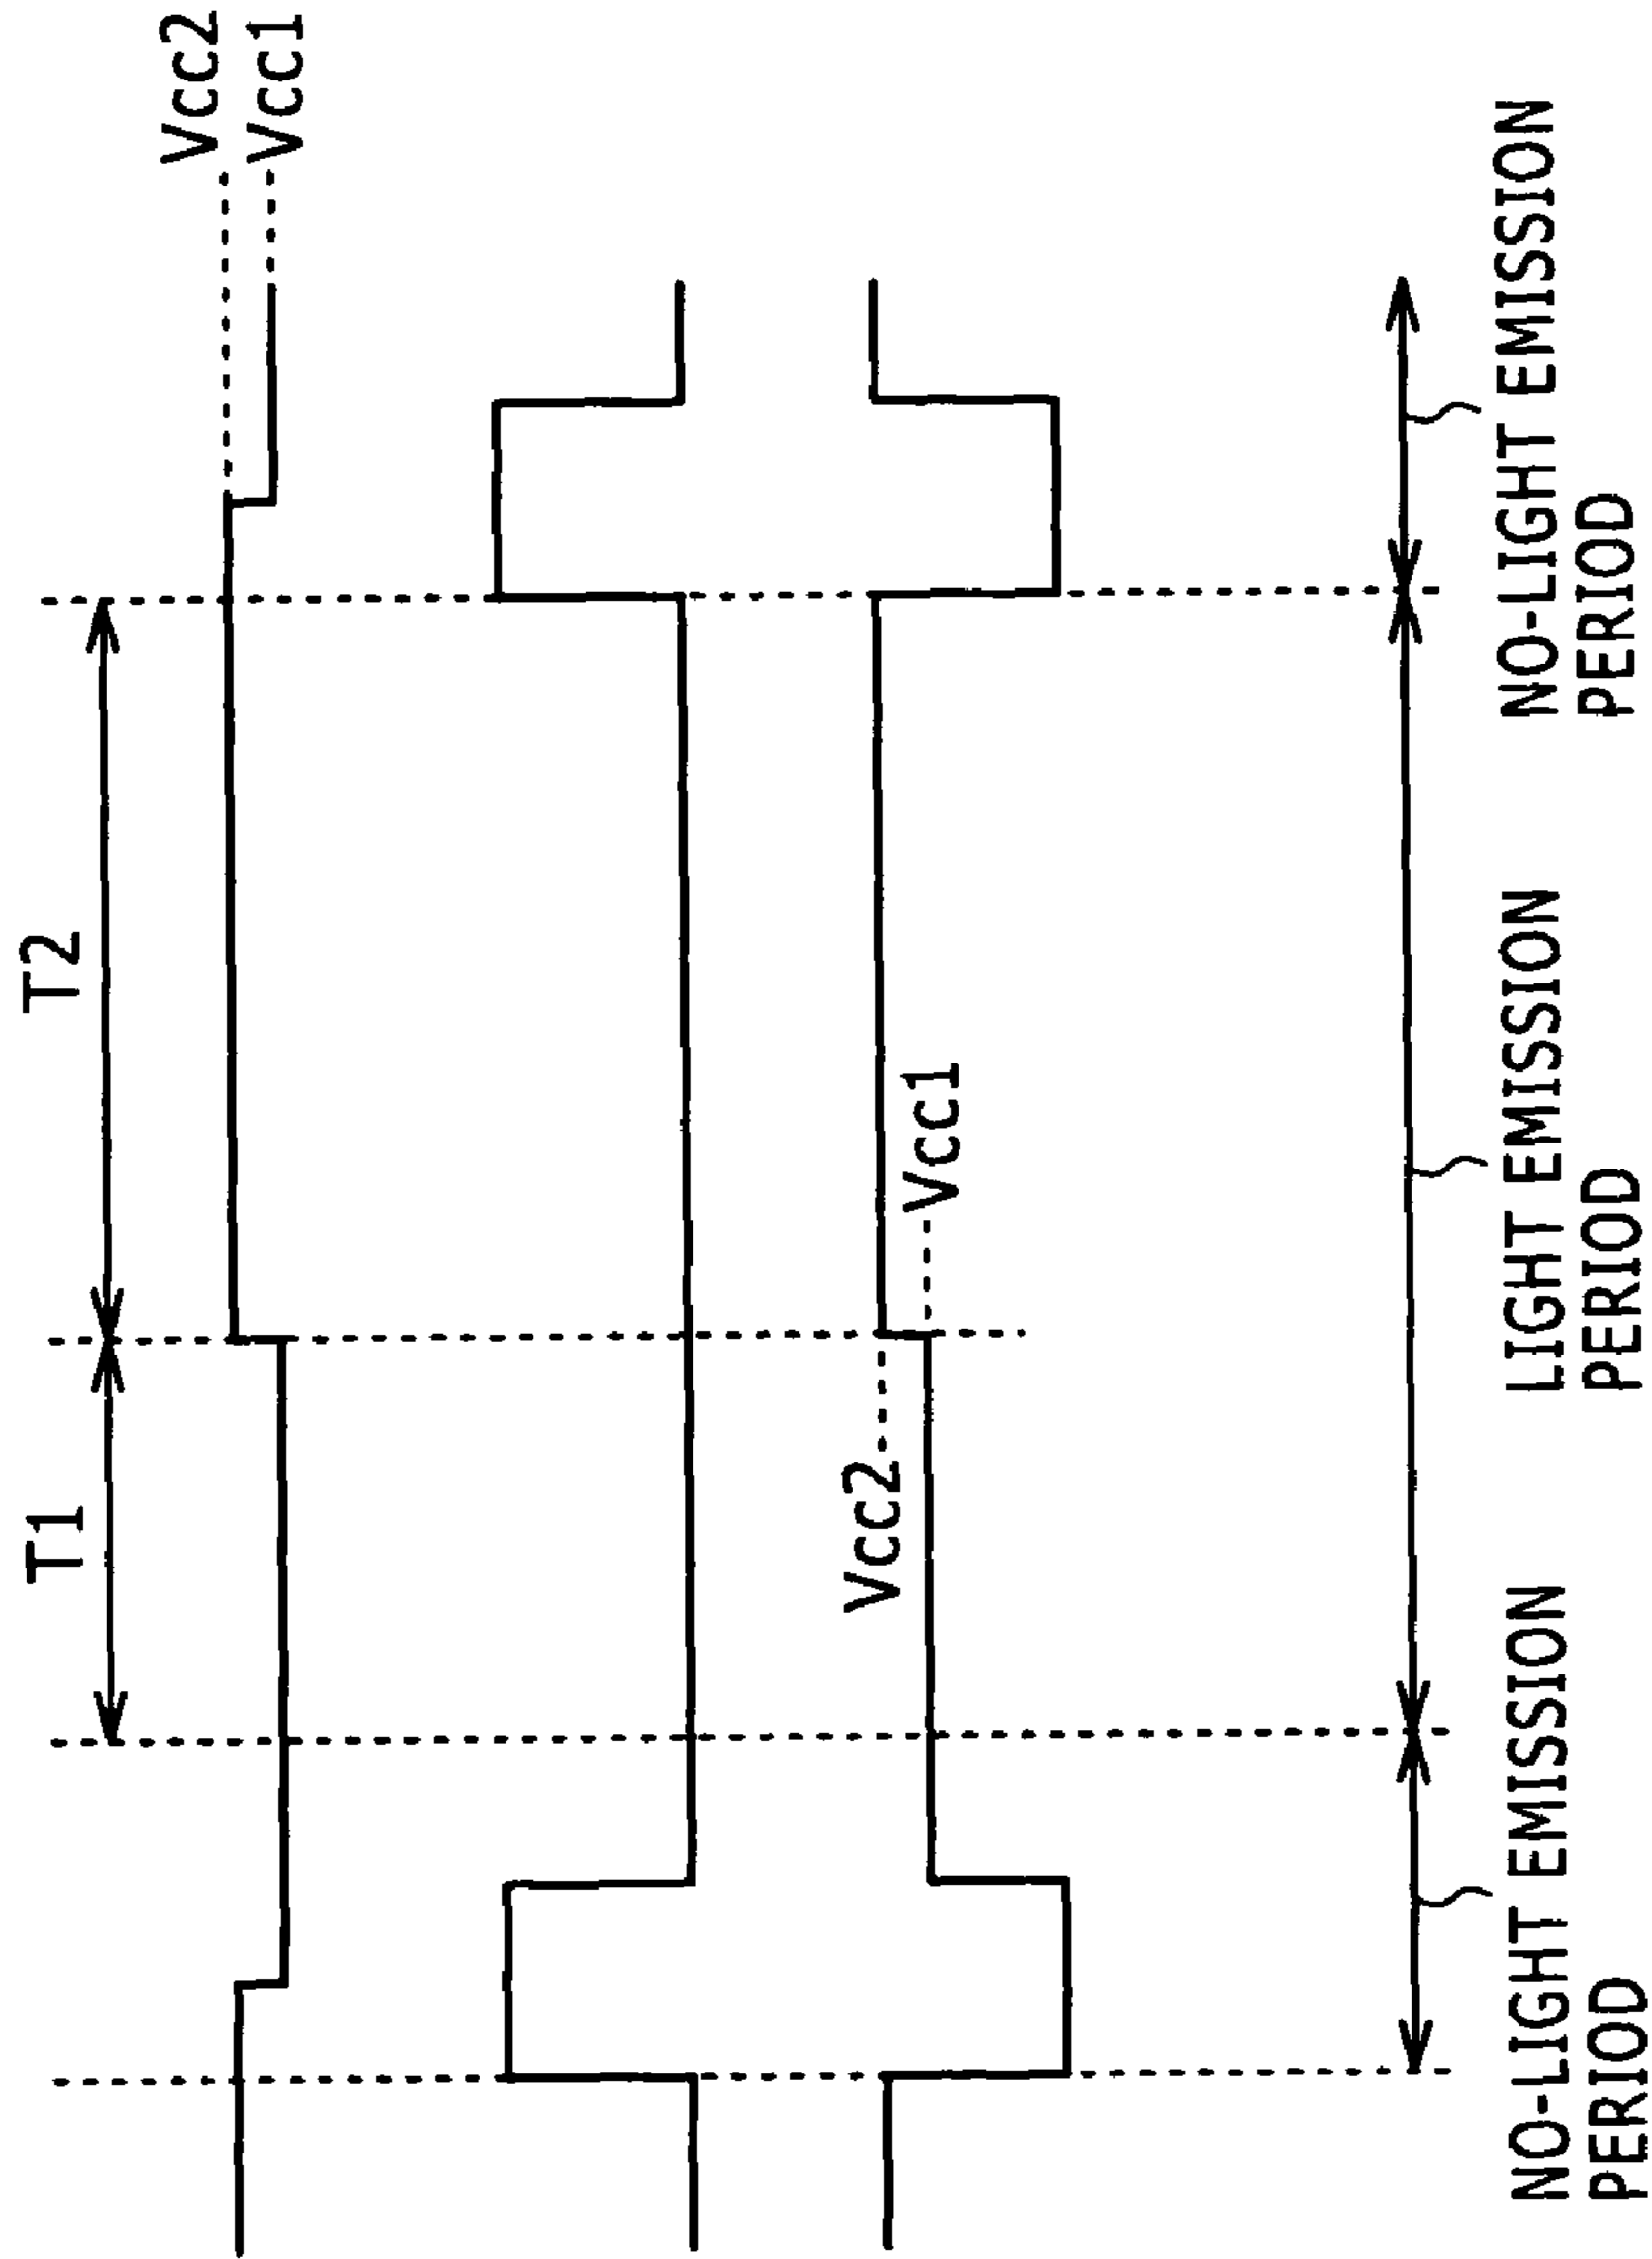 T1
T2
Vcc2
Vcc1
Vcc2
Vcc1
NO-LIGHT EMISSION
PERIOD
LIGHT EMISSION
PERIOD
NO-LIGHT EMISSION
PERIOD